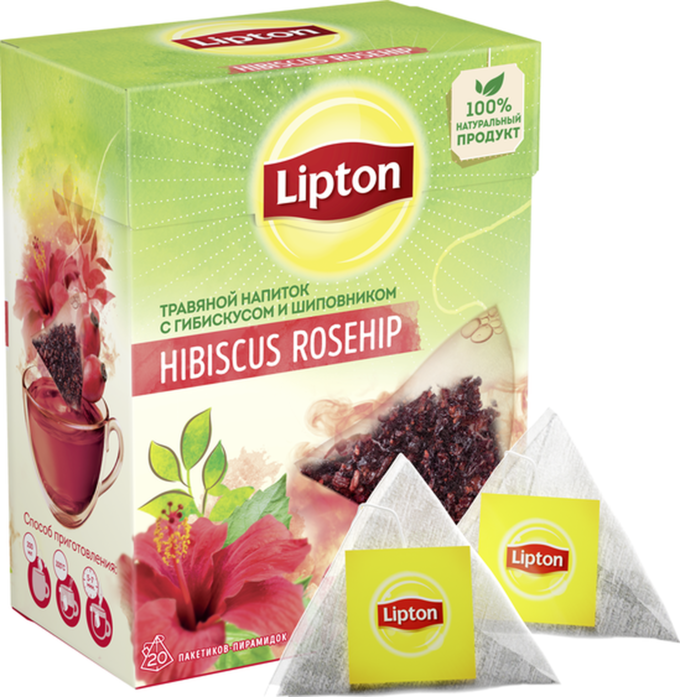 Lipton
HIBISCUS ROSEHIP
100%
НАТУРАЛЬНЫЙ
ПРОДУКТ
Lipton
ТРАВЯНОЙ НАПИТОК
С ГИБИСКУСОМ И ШИПОВНИКОМ
HIBISCUS ROSEHIP
Способ приготовления:
20 ПАКЕТИКОВ-ПИРАМИДОК
Lipton
Lipton